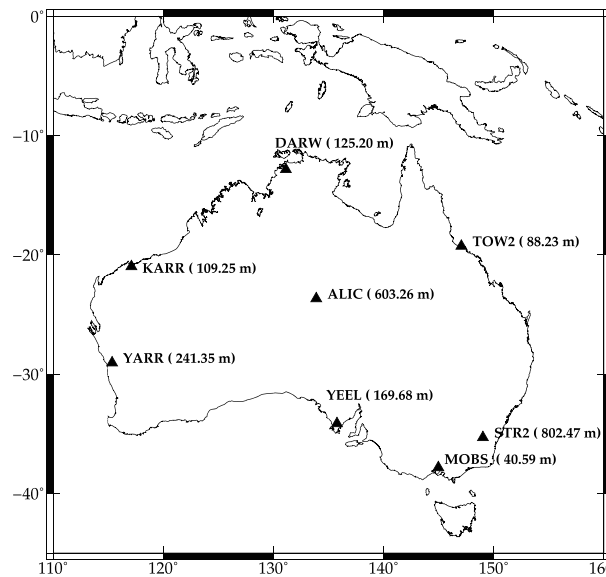 0°
−10°
DARW ( 125.20 m)
TOW2 ( 88.23 m)
−20°
KARR ( 109.25 m)
ALIC ( 603.26 m)
YARR ( 241.35 m)
−30°
YEEL ( 169.68 m)
STR2 ( 802.47 m)
MOBS ( 40.59 m)
−40°
110° 120° 130° 140° 150° 160